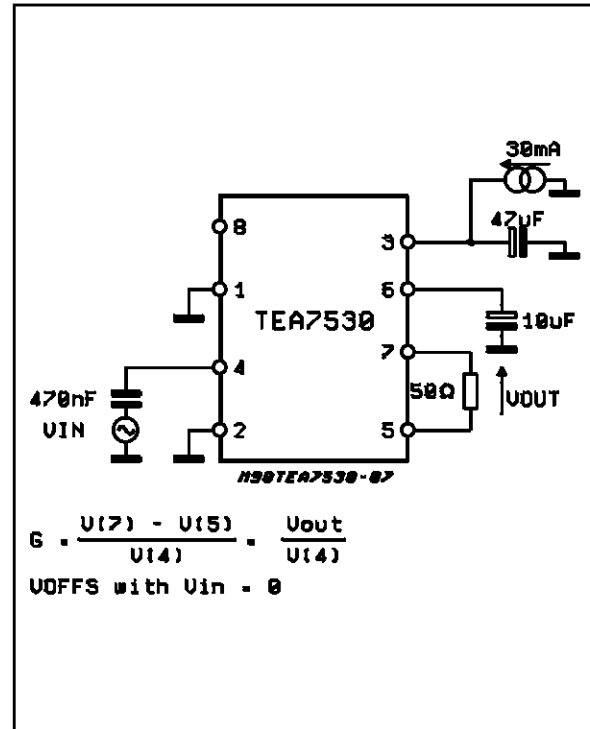 30mA
47uF
8
3
1
6
TEA7530
10uF
7
4
470nF
50Ω
VOUT
VIN
2
5
M90TEA7530-07
G = V(7) - V(5) / V(4) = Vout / V(4)
VOFFS with Vin = 0